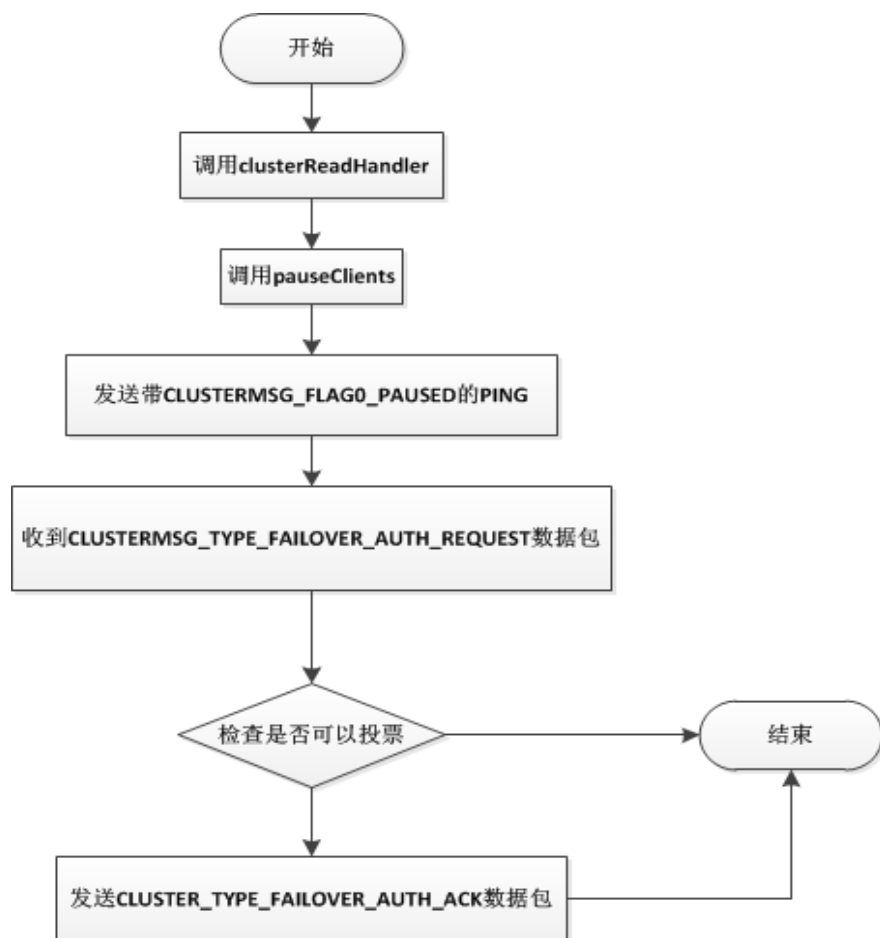 开始
调用clusterReadHandler
调用pauseClients
发送带CLUSTERMSG_FLAG0_PAUSED的PING
收到CLUSTERMSG_TYPE_FAILOVER_AUTH_REQUEST数据包
检查是否可以投票
结束
发送CLUSTER_TYPE_FAILOVER_AUTH_ACK数据包